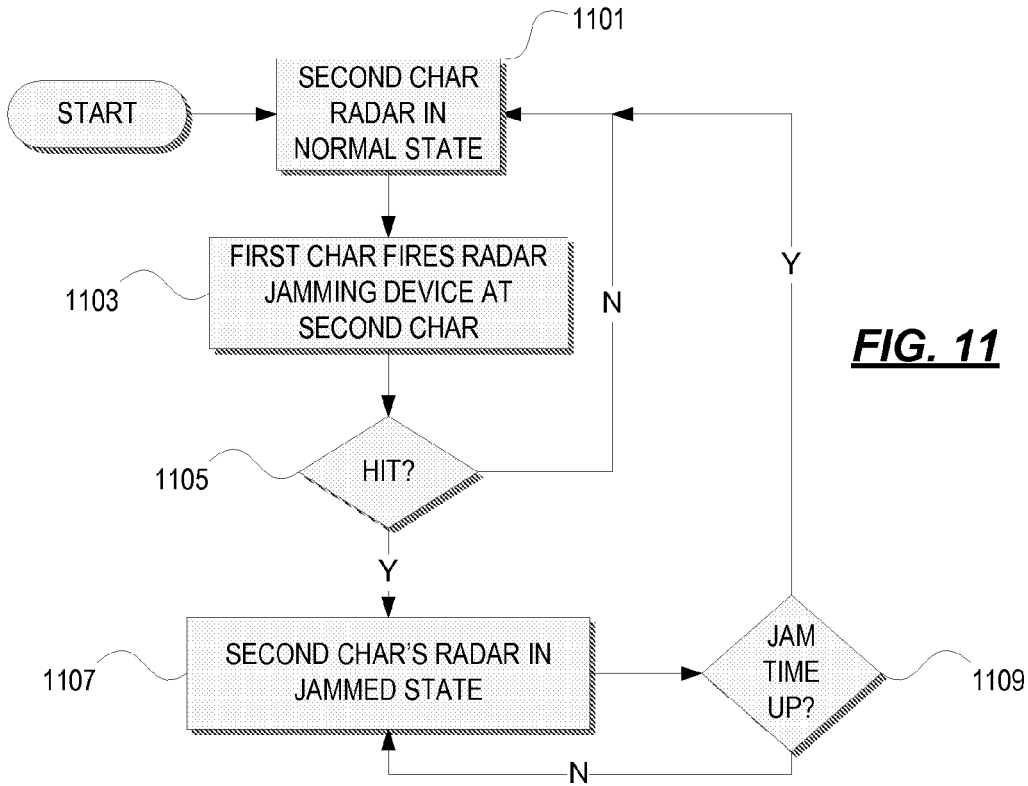 1101
START
SECOND CHAR
RADAR IN
NORMAL STATE
FIRST CHAR FIRES RADAR
JAMMING DEVICE AT
SECOND CHAR
1103
N
Y
FIG. 11
HIT?
1105
Y
SECOND CHAR'S RADAR IN
JAMMED STATE
1107
JAM
TIME
UP?
1109
N